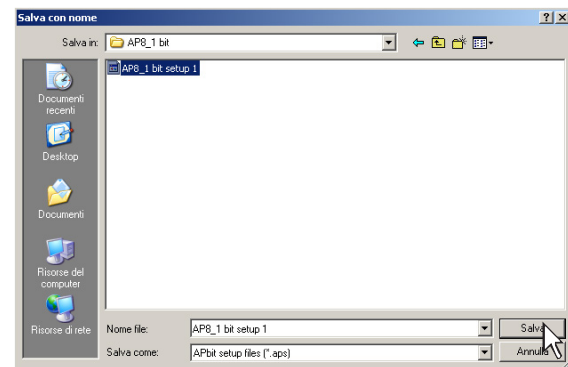 Salva con nome
Salva in: AP8_1 bit
AP8_1 bit setup 1
Documenti
recenti
Desktop
Documenti
Risorse del
computer
Risorse di rete
Nome file: AP8_1 bit setup 1 Salva
Salva come: APbit setup files (*.aps) Annulla